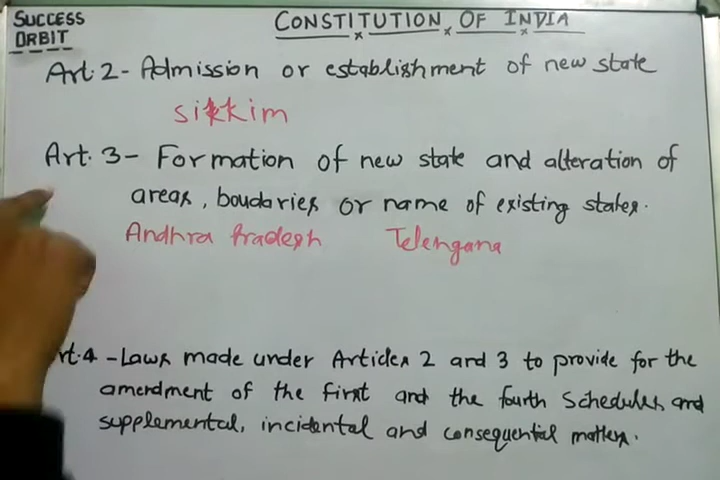 SUCCESS
ORBIT
CONSTITUTION OF INDIA
Art. 2 - Admission or establishment of new state
sikkim
Art. 3 - Formation of new state and alteration of
areas, boudaries or name of existing states.
Andhra Pradesh Telengana
rt. 4 - Laws made under Articles 2 and 3 to provide for the
amerdment of the first and the fourth Schedules and
supplemental, incidental and consequential matters.